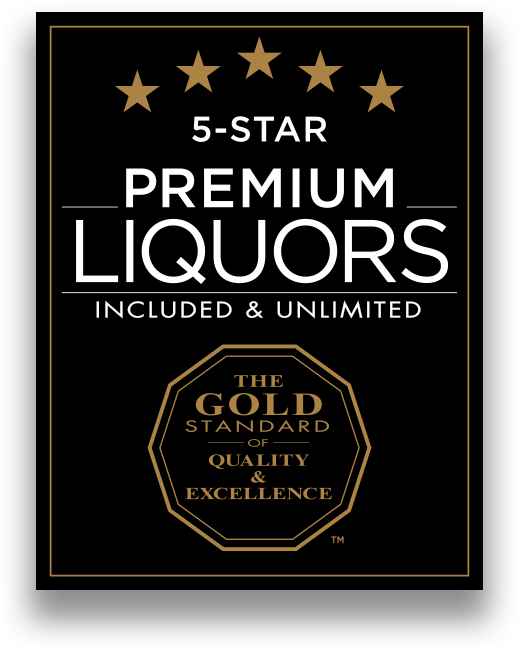 5-STAR
PREMIUM
LIQUORS
INCLUDED & UNLIMITED
THE
GOLD
STANDARD
OF
QUALITY
&
EXCELLENCE
TM